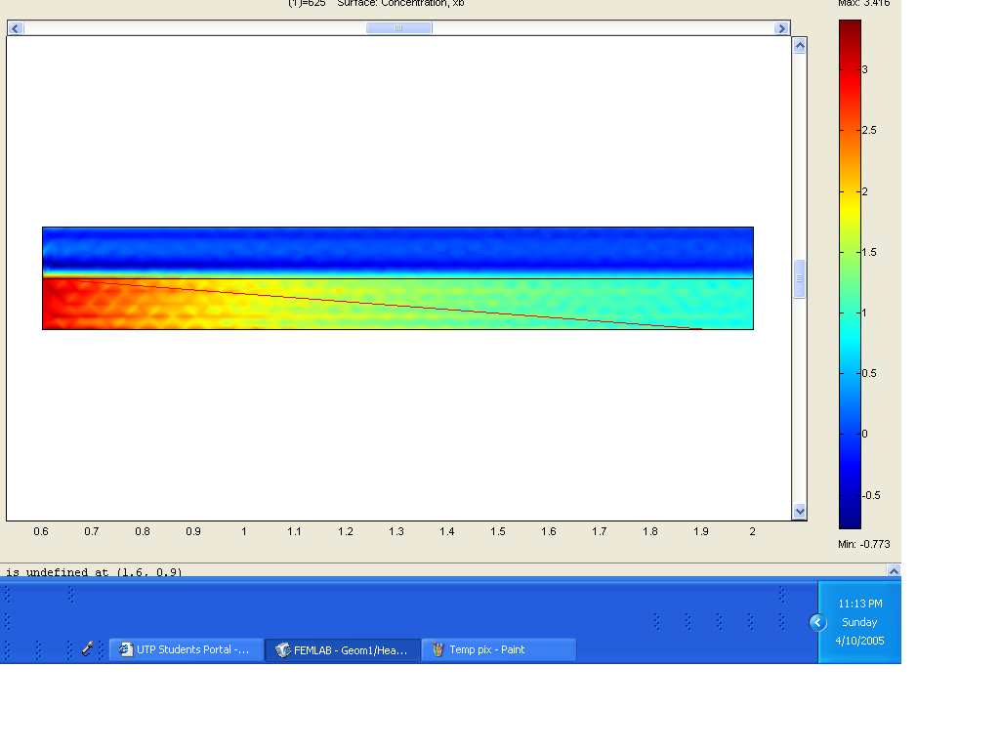 (1)=625 Surface: Concentration, xb
Max: 3.416
3
2.5
2
1.5
1
0.5
0
-0.5
Min: -0.773
0.6 0.7 0.8 0.9 1 1.1 1.2 1.3 1.4 1.5 1.6 1.7 1.8 1.9 2
is undefined at (1.6, 0.9)
11:13 PM
Sunday
4/10/2005
UTP Students Portal -... FEMLAB - Geom1/Hea... Temp pix - Paint